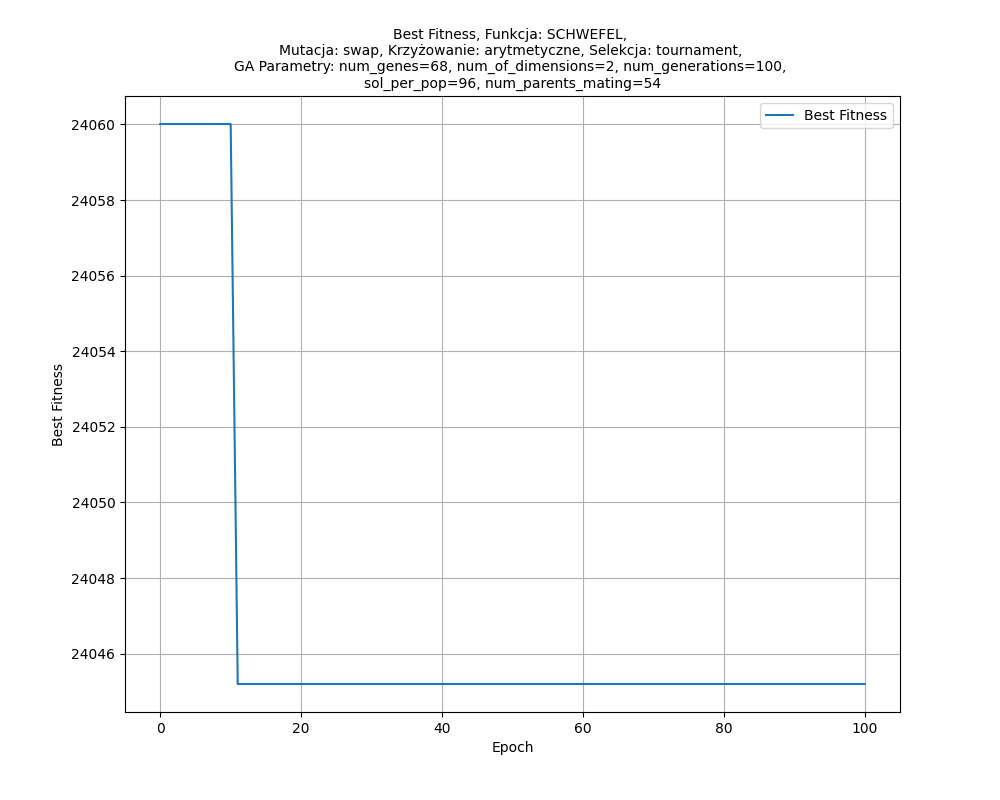 Best Fitness, Funkcja: SCHWEFEL,
Mutacja: swap, Krzyżowanie: arytmetyczne, Selekcja: tournament,
GA Parametry: num_genes=68, num_of_dimensions=2, num_generations=100,
sol_per_pop=96, num_parents_mating=54
Best Fitness
24060
24058
24056
24054
24052
24050
24048
24046
Best Fitness
0 20 40 60 80 100
Epoch